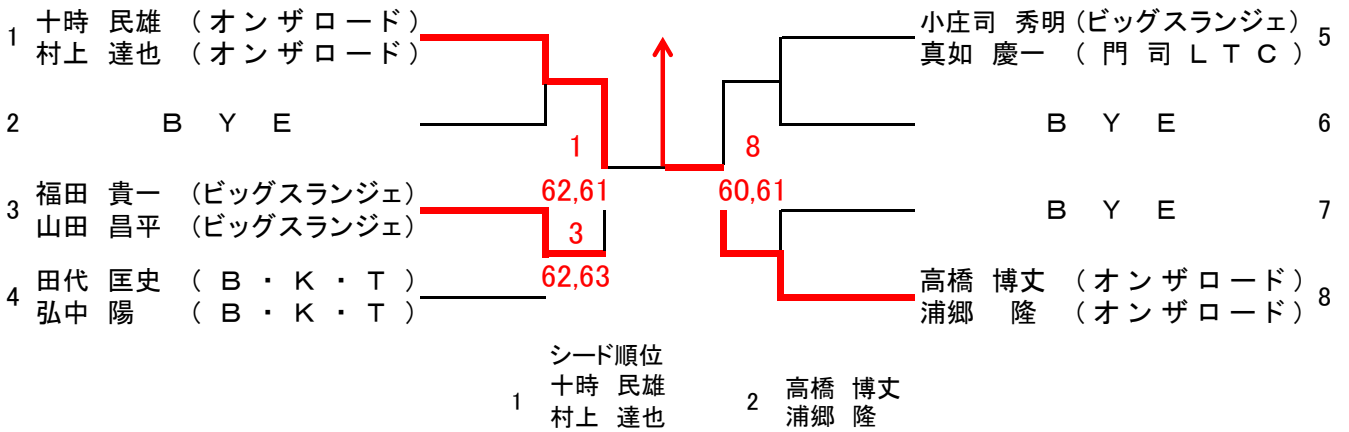 1 十時 民雄 (オンザロード)
村上 達也 (オンザロード)
2 B Y E
3 福田 貴一 (ビッグスランジェ)
山田 昌平 (ビッグスランジェ)
4 田代 匡史 (B・K・T)
弘中 陽 (B・K・T)
1
62,61
3
62,63
8
60,61
小庄司 秀明 (ビッグスランジェ) 5
真如 慶一 (門司LTC)
B Y E 6
B Y E 7
高橋 博丈 (オンザロード) 8
浦郷 隆 (オンザロード)
シード順位
1 十時 民雄
村上 達也
2 高橋 博丈
浦郷 隆